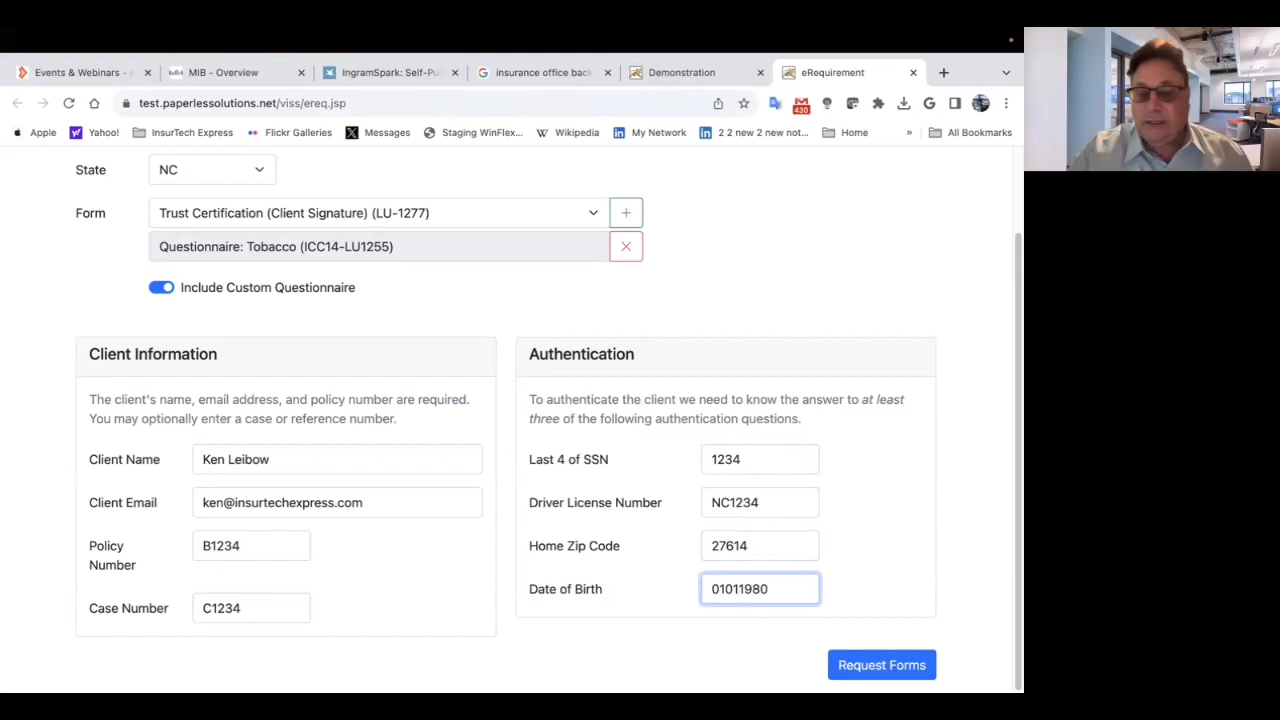 Events & Webinars -
MIB - Overview
IngramSpark: Self-Pu
insurance office back
Demonstration
eRequirement
test.paperlesssolutions.net/viss/ereq.jsp
430
Apple
Yahoo!
InsurTech Express
Flickr Galleries
Messages
Staging WinFlex...
Wikipedia
My Network
2 2 new 2 new not...
Home
»
All Bookmarks
State
NC
Form
Trust Certification (Client Signature) (LU-1277)
Questionnaire: Tobacco (ICC14-LU1255)
Include Custom Questionnaire
Client Information
The client's name, email address, and policy number are required.
You may optionally enter a case or reference number.
Client Name
Ken Leibow
Client Email
ken@insurtechexpress.com
Policy
Number
B1234
Case Number
C1234
Authentication
To authenticate the client we need to know the answer to at least
three of the following authentication questions.
Last 4 of SSN
1234
Driver License Number
NC1234
Home Zip Code
27614
Date of Birth
01011980
Request Forms